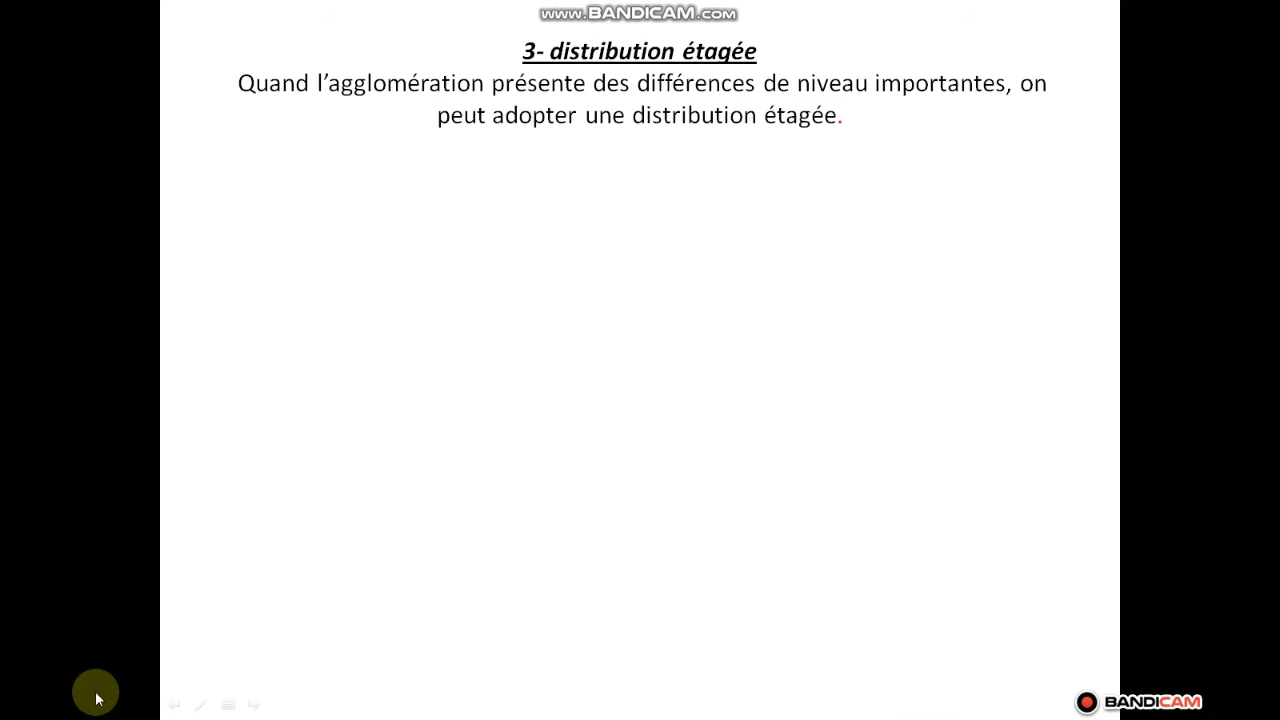 www.BANDICAM.com
3- distribution étagée
Quand l’agglomération présente des différences de niveau importantes, on
peut adopter une distribution étagée.
BANDICAM